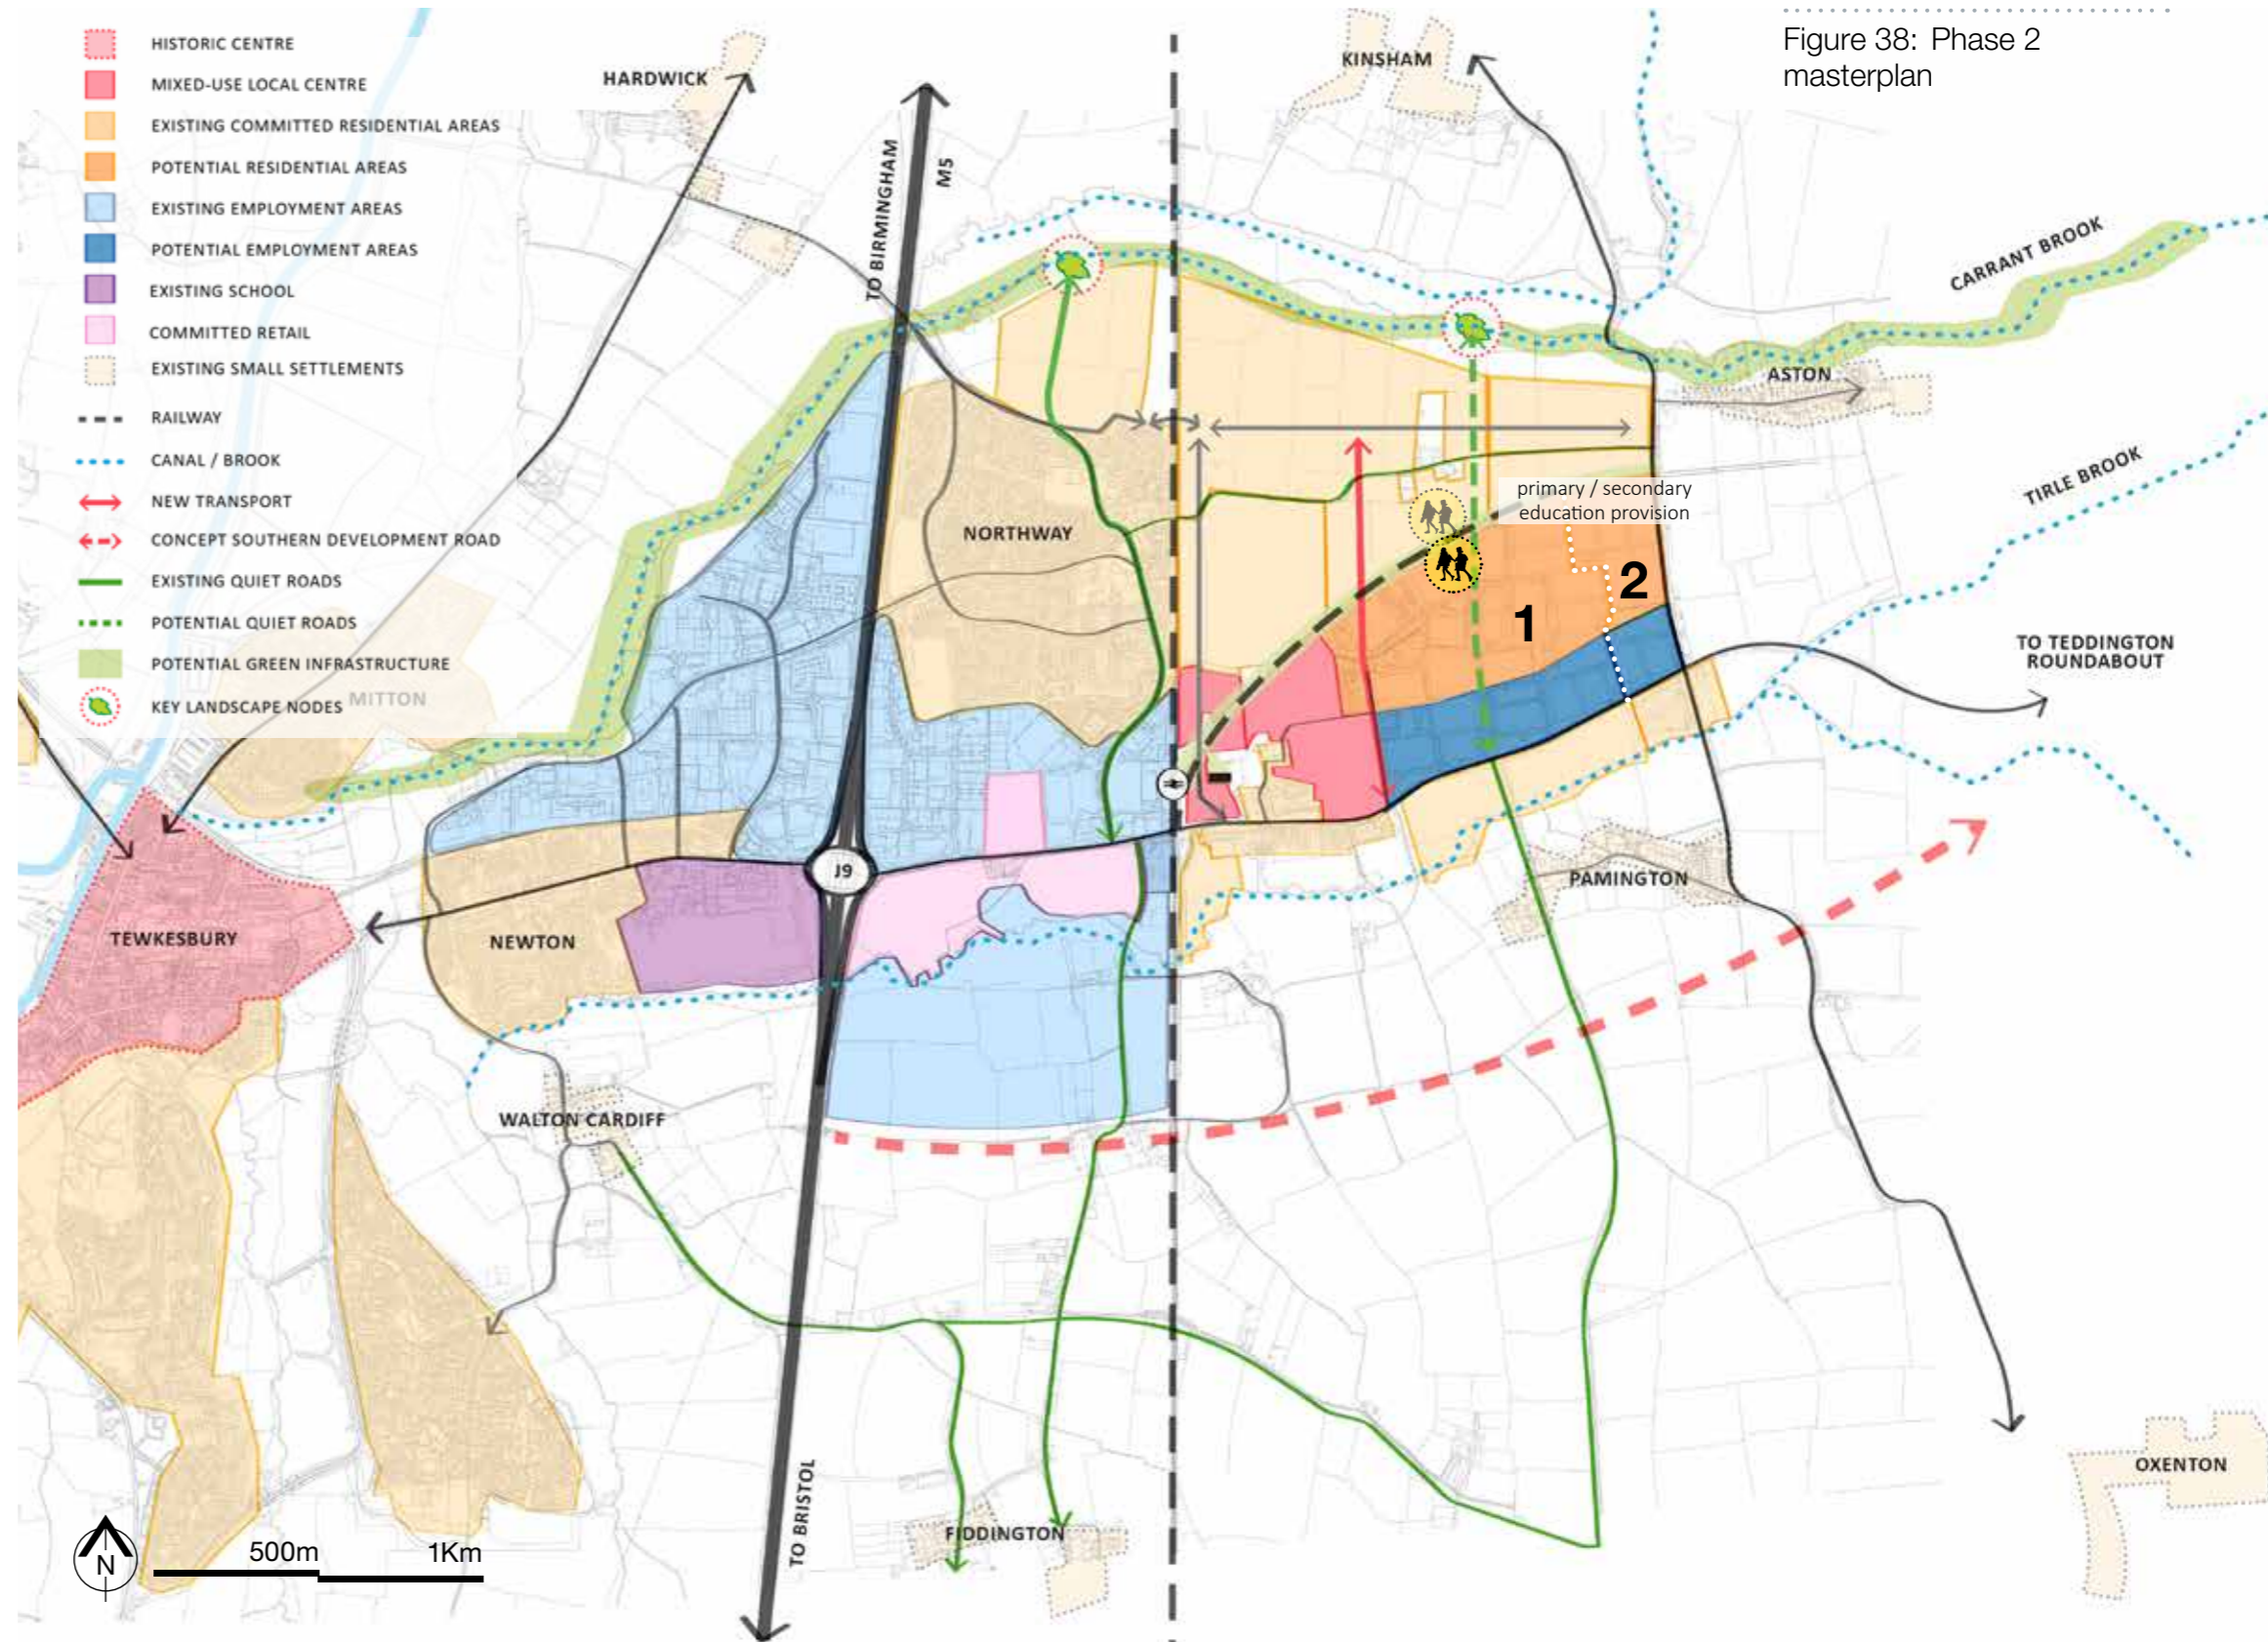 Figure 38: Phase 2
masterplan
HISTORIC CENTRE
MIXED-USE LOCAL CENTRE
EXISTING COMMITTED RESIDENTIAL AREAS
POTENTIAL RESIDENTIAL AREAS
EXISTING EMPLOYMENT AREAS
POTENTIAL EMPLOYMENT AREAS
EXISTING SCHOOL
COMMITTED RETAIL
EXISTING SMALL SETTLEMENTS
RAILWAY
CANAL / BROOK
NEW TRANSPORT
CONCEPT SOUTHERN DEVELOPMENT ROAD
EXISTING QUIET ROADS
POTENTIAL QUIET ROADS
POTENTIAL GREEN INFRASTRUCTURE
KEY LANDSCAPE NODES
MITTON
HARDWICK
KINSHAM
TO BIRMINGHAM
M5
CARRANT BROOK
ASTON
TIRLE BROOK
primary / secondary
education provision
NORTHWAY
2
1
TO TEDDINGTON
ROUNDABOUT
J9
PAMINGTON
TEWKESBURY
NEWTON
WALTON CARDIFF
TO BRISTOL
FIDDINGTON
OXENTON
N
500m
1Km